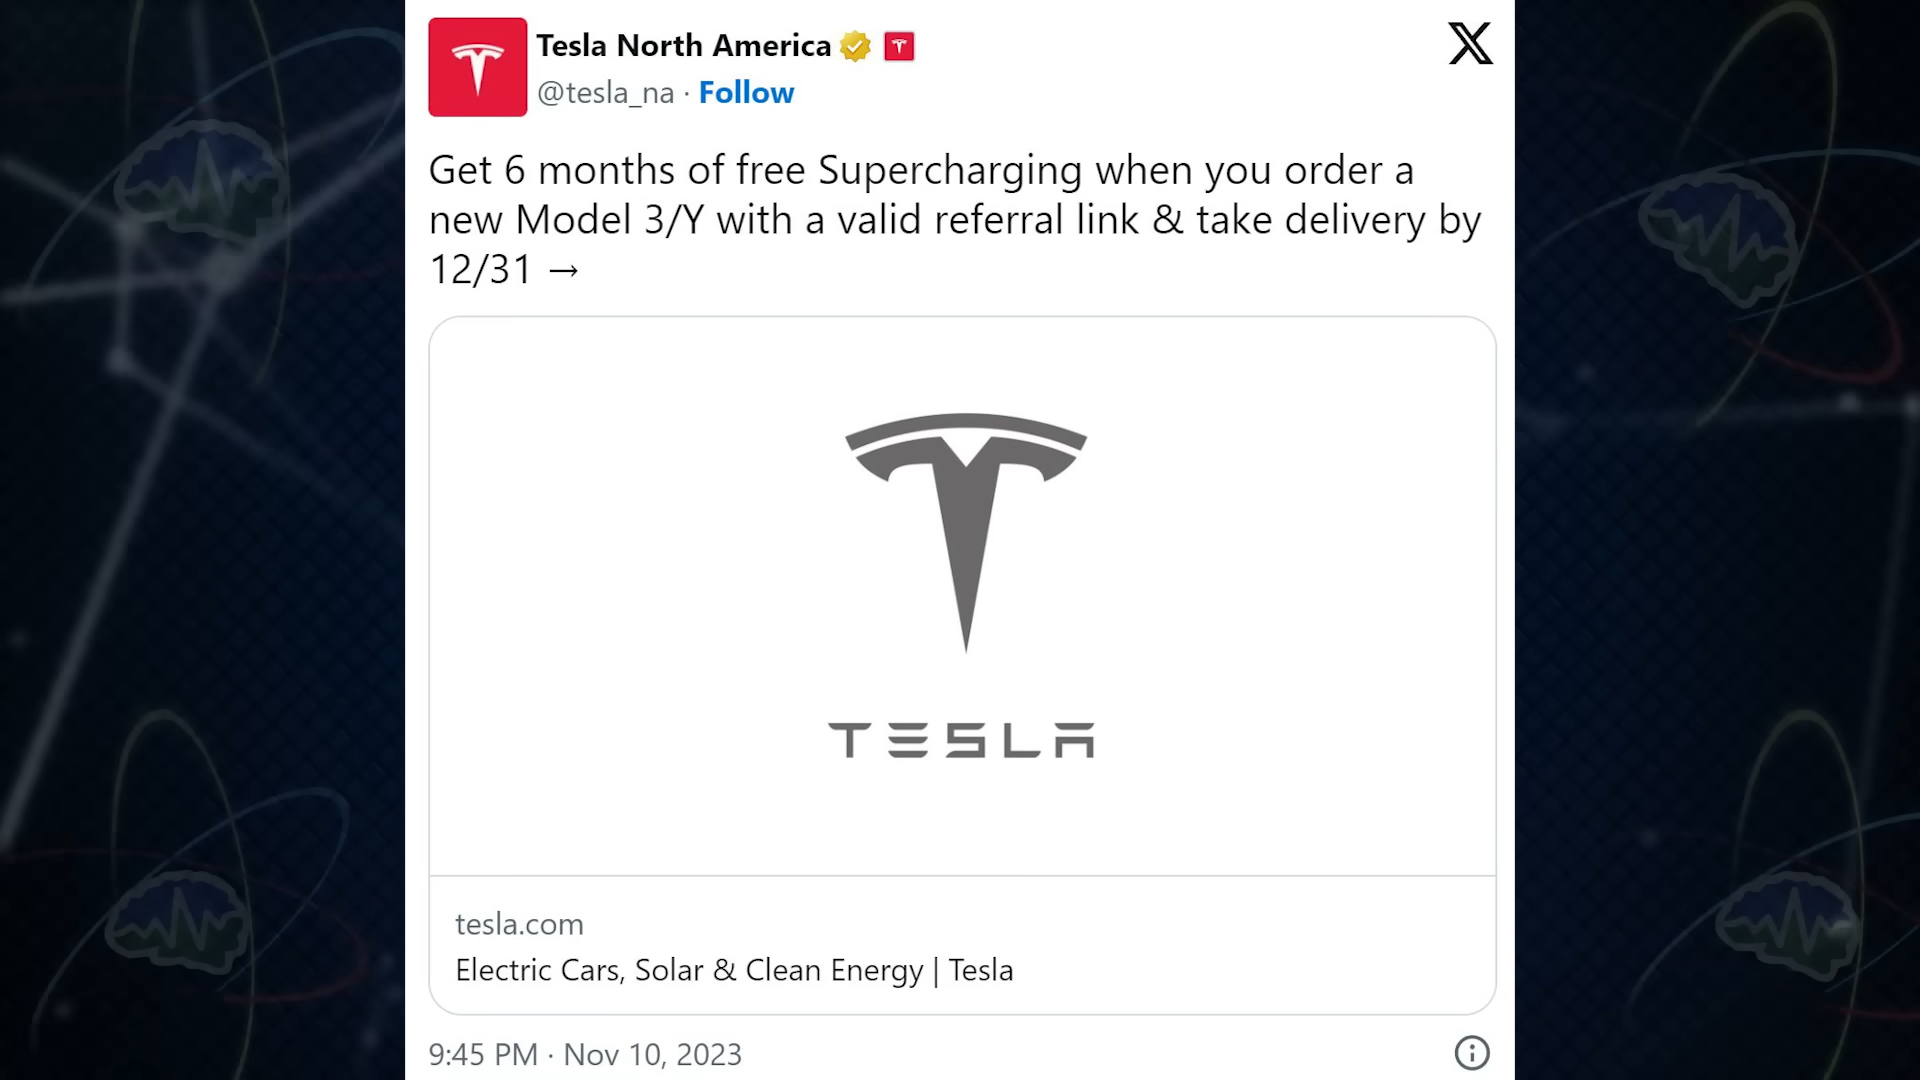 Tesla North America
X
@tesla_na · Follow
Get 6 months of free Supercharging when you order a
new Model 3/Y with a valid referral link & take delivery by
12/31 →
TESLA
tesla.com
Electric Cars, Solar & Clean Energy | Tesla
9:45 PM · Nov 10, 2023